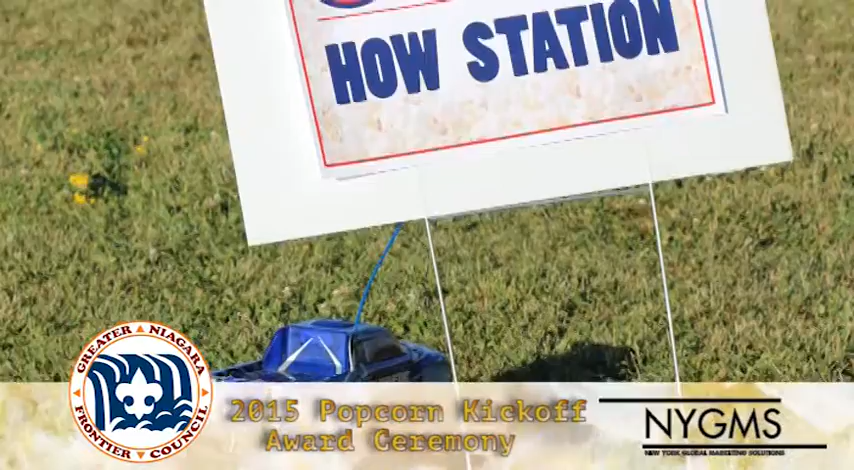 HOW STATION
GREATER NIAGARA
FRONTIER COUNCIL
2015 Popcorn Kickoff
Award Ceremony
NYGMS
NEW YORK GLOBAL MARKETING SOLUTIONS